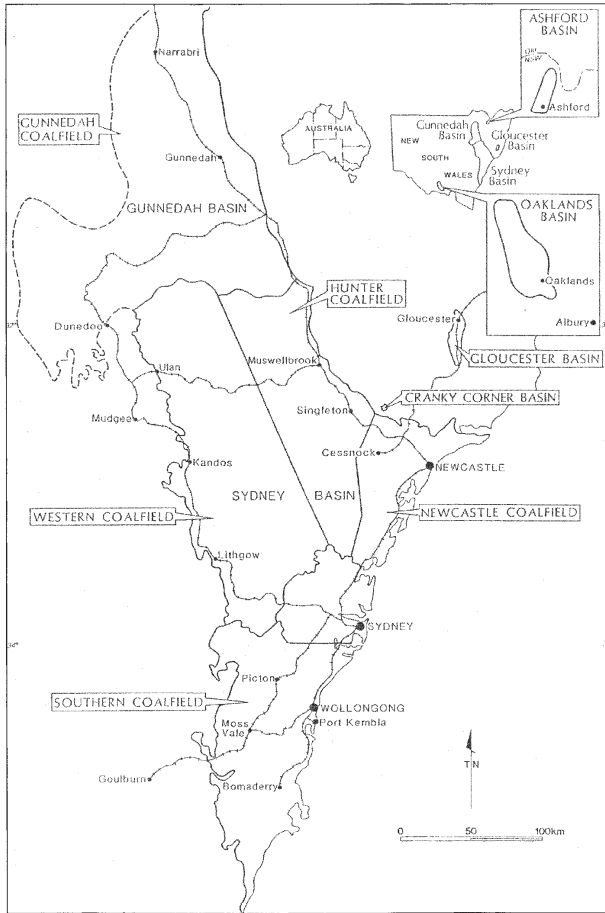 ASHFORD
BASIN
QLD
NSW
Ashford
Narrabri
GUNNEDAH
COALFIELD
AUSTRALIA
Gunnedah
Basin
Gloucester
Basin
NEW
SOUTH
WALES
Sydney
Basin
Gunnedah
GUNNEDAH BASIN
OAKLANDS
BASIN
Oaklands
Albury
HUNTER
COALFIELD
Dunedoo
Gloucester
GLOUCESTER BASIN
Ulan
Muswellbrook
CRANKY CORNER BASIN
Singleton
Mudgee
Cessnock
Kandos
NEWCASTLE
SYDNEY BASIN
WESTERN COALFIELD
NEWCASTLE COALFIELD
Lithgow
SYDNEY
Picton
SOUTHERN COALFIELD
WOLLONGONG
Moss
Vale
Port Kembla
Goulburn
Bomaderry
TN
0 50 100km